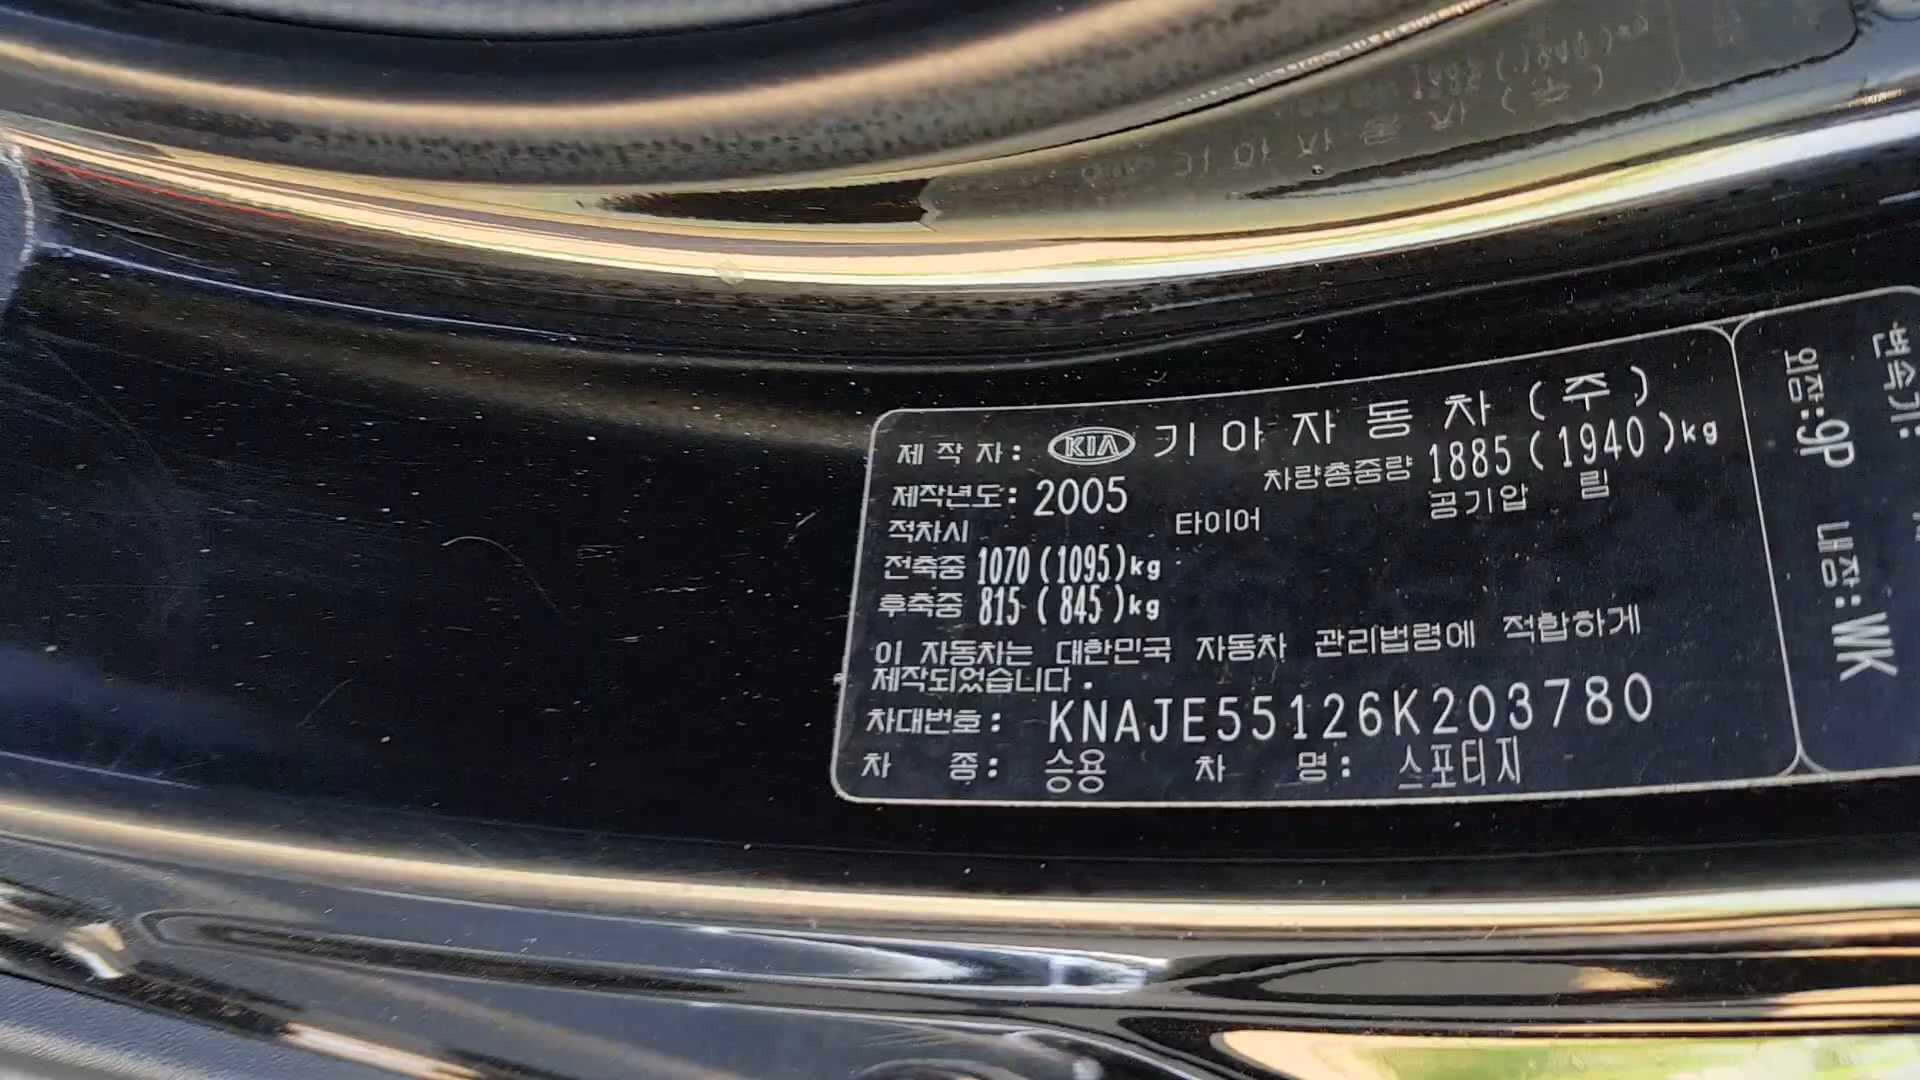 제 작 자 : KIA 기 아 자 동 차 ( 주 )
제작년도 : 2005 차량총중량 1885 ( 1940 )kg
적차시 타이어 공기압 림
전축중 1070 ( 1095 )kg
후축중 815 ( 845 )kg
이 자동차는 대한민국 자동차 관리법령에 적합하게
제작되었습니다 .
차대번호 : KNAJE55126K203780
차 종 : 승용 차 명 : 스포티지
변속기 :
외장 : 9P 내장 : WK